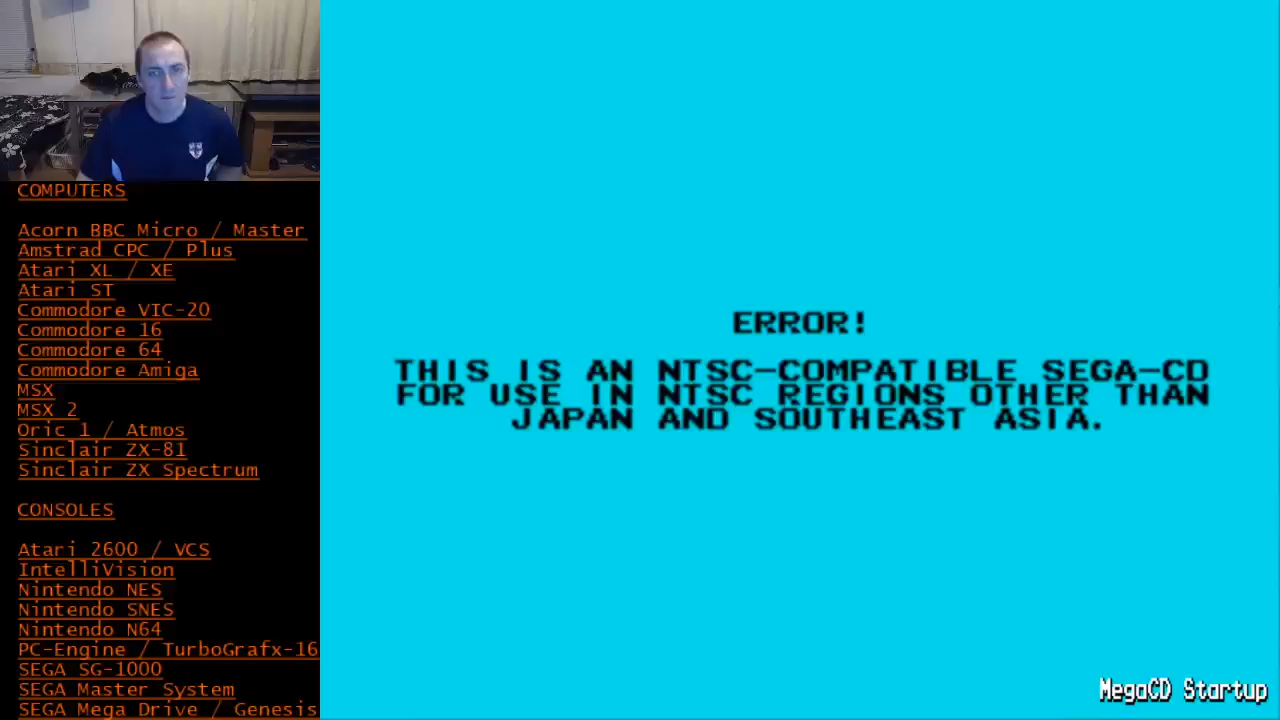 COMPUTERS
Acorn BBC Micro / Master
Amstrad CPC / Plus
Atari XL / XE
Atari ST
Commodore VIC-20
Commodore 16
Commodore 64
Commodore Amiga
MSX
MSX 2
Oric 1 / Atmos
Sinclair ZX-81
Sinclair ZX Spectrum
CONSOLES
Atari 2600 / VCS
IntelliVision
Nintendo NES
Nintendo SNES
Nintendo N64
PC-Engine / TurboGrafx-16
SEGA SG-1000
SEGA Master System
SEGA Mega Drive / Genesis
ERROR!
THIS IS AN NTSC-COMPATIBLE SEGA-CD
FOR USE IN NTSC REGIONS OTHER THAN
JAPAN AND SOUTHEAST ASIA.
MegaCD Startup